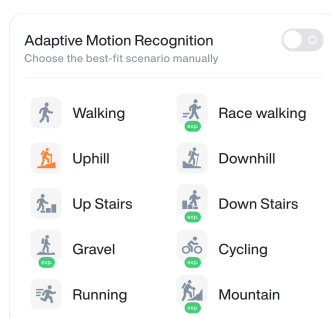 Adaptive Motion Recognition
Choose the best-fit scenario manually
Walking
exp.
Race walking
Uphill
Downhill
Up Stairs
exp.
Down Stairs
exp.
Gravel
exp.
Cycling
Running
exp.
Mountain